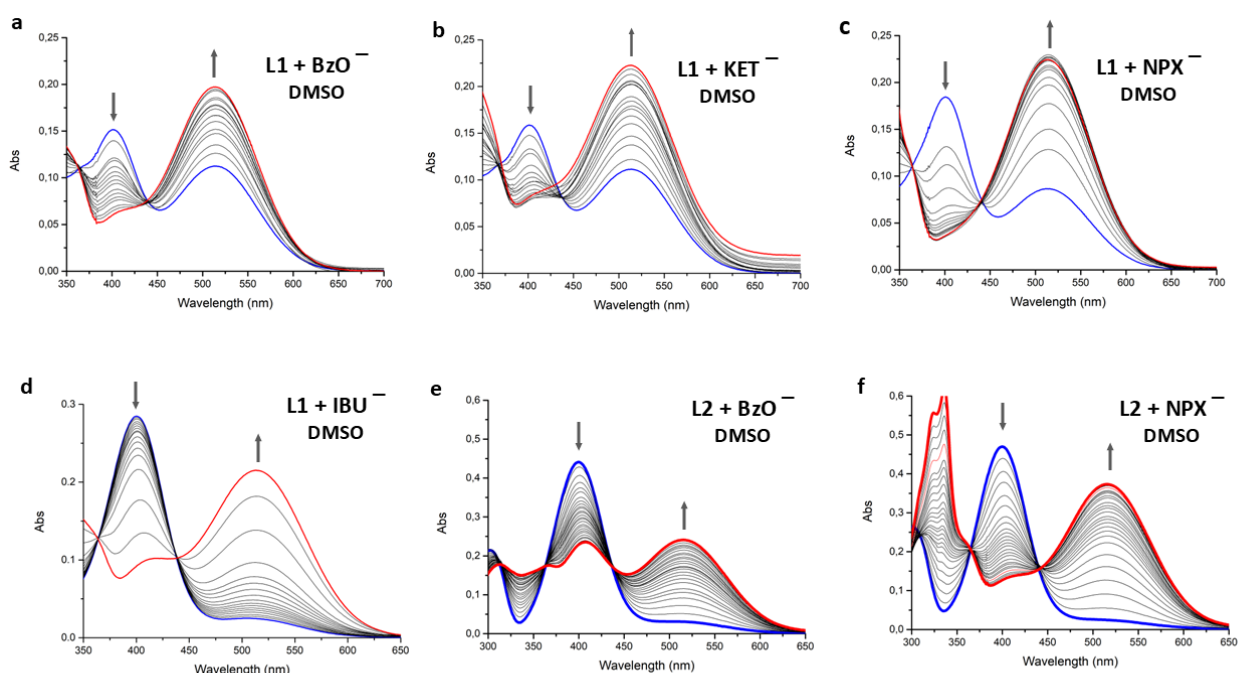 a
L1 + BzO⁻
DMSO
0,25
0,20
0,15
0,10
0,05
0,00
Abs
350 400 450 500 550 600 650 700
Wavelength (nm)
b
L1 + KET⁻
DMSO
0,25
0,20
0,15
0,10
0,05
0,00
Abs
350 400 450 500 550 600 650 700
Wavelength (nm)
c
L1 + NPX⁻
DMSO
0,25
0,20
0,15
0,10
0,05
0,00
Abs
350 400 450 500 550 600 650 700
Wavelength (nm)
d
L1 + IBU⁻
DMSO
0.3
0.2
0.1
0.0
Abs
350 400 450 500 550 600 650
Wavelength (nm)
e
L2 + BzO⁻
DMSO
0,6
0,5
0,4
0,3
0,2
0,1
0,0
Abs
300 350 400 450 500 550 600 650
Wavelength (nm)
f
L2 + NPX⁻
DMSO
0,6
0,5
0,4
0,3
0,2
0,1
0,0
Abs
300 350 400 450 500 550 600 650
Wavelength (nm)